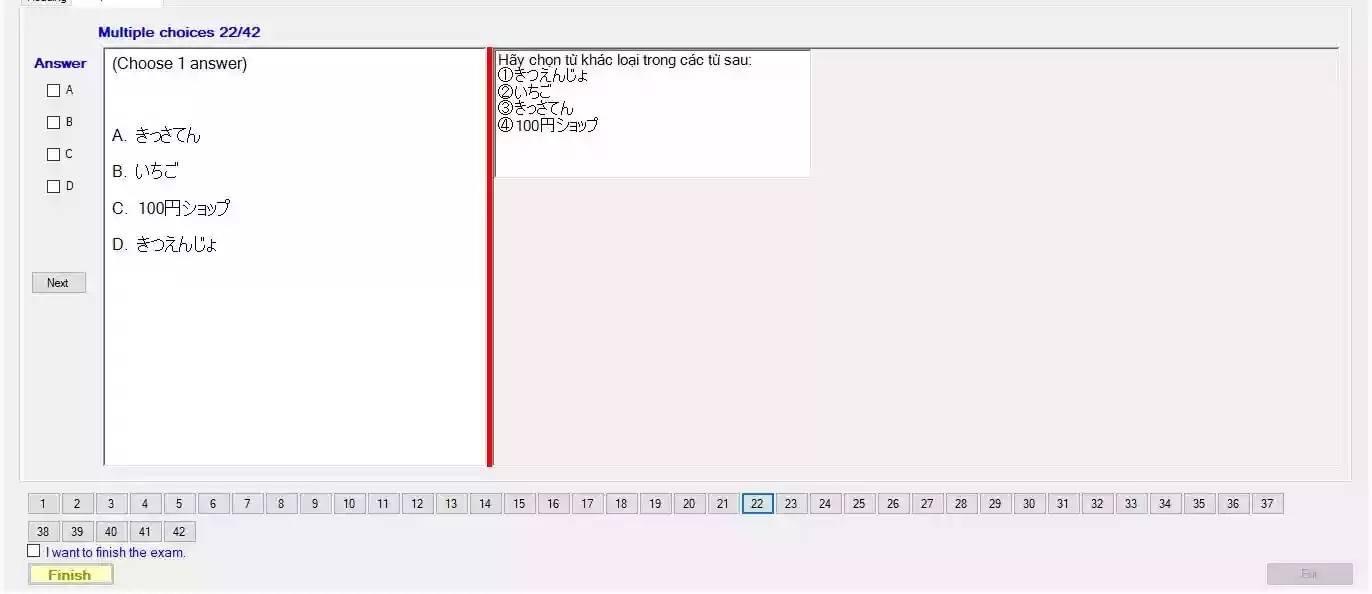 Multiple choices 22/42
Answer
A
B
C
D
Next
(Choose 1 answer)
A. きっさてん
B. いちご
C. 100円ショップ
D. きつえんじょ
Hãy chọn từ khác loại trong các từ sau:
①きつえんじょ
②いちご
③きっさてん
④100円ショップ
1 2 3 4 5 6 7 8 9 10 11 12 13 14 15 16 17 18 19 20 21 22 23 24 25 26 27 28 29 30 31 32 33 34 35 36 37
38 39 40 41 42
I want to finish the exam.
Finish